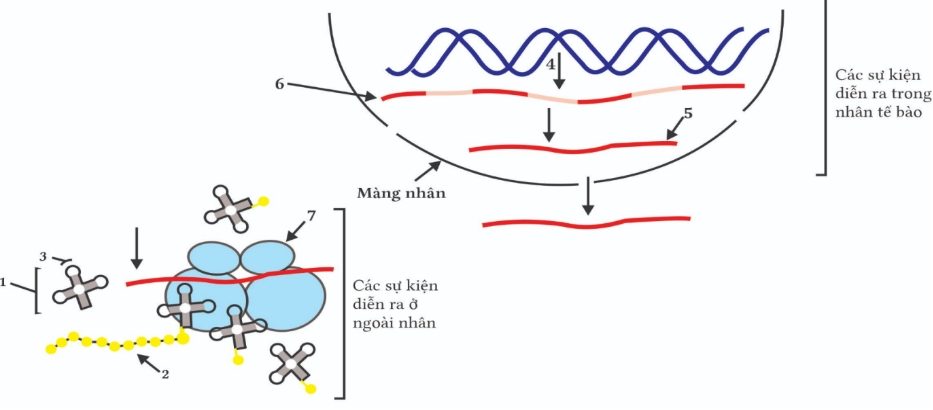 4
6
5
Các sự kiện
diễn ra trong
nhân tế bào
Màng nhân
7
3
1
Các sự kiện
diễn ra ở
ngoài nhân
2